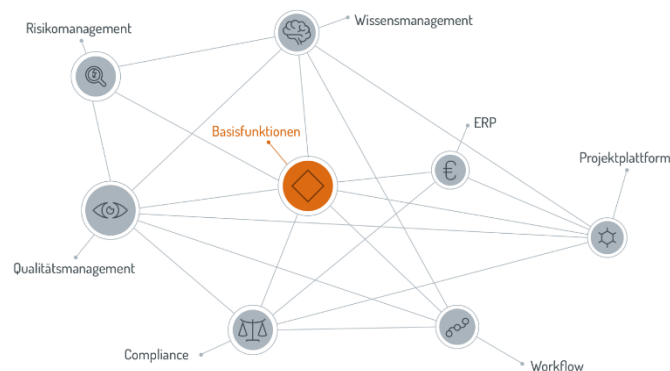 Wissensmanagement
Risikomanagement
Basisfunktionen
ERP
€
Projektplattform
Qualitätsmanagement
Compliance
Workflow